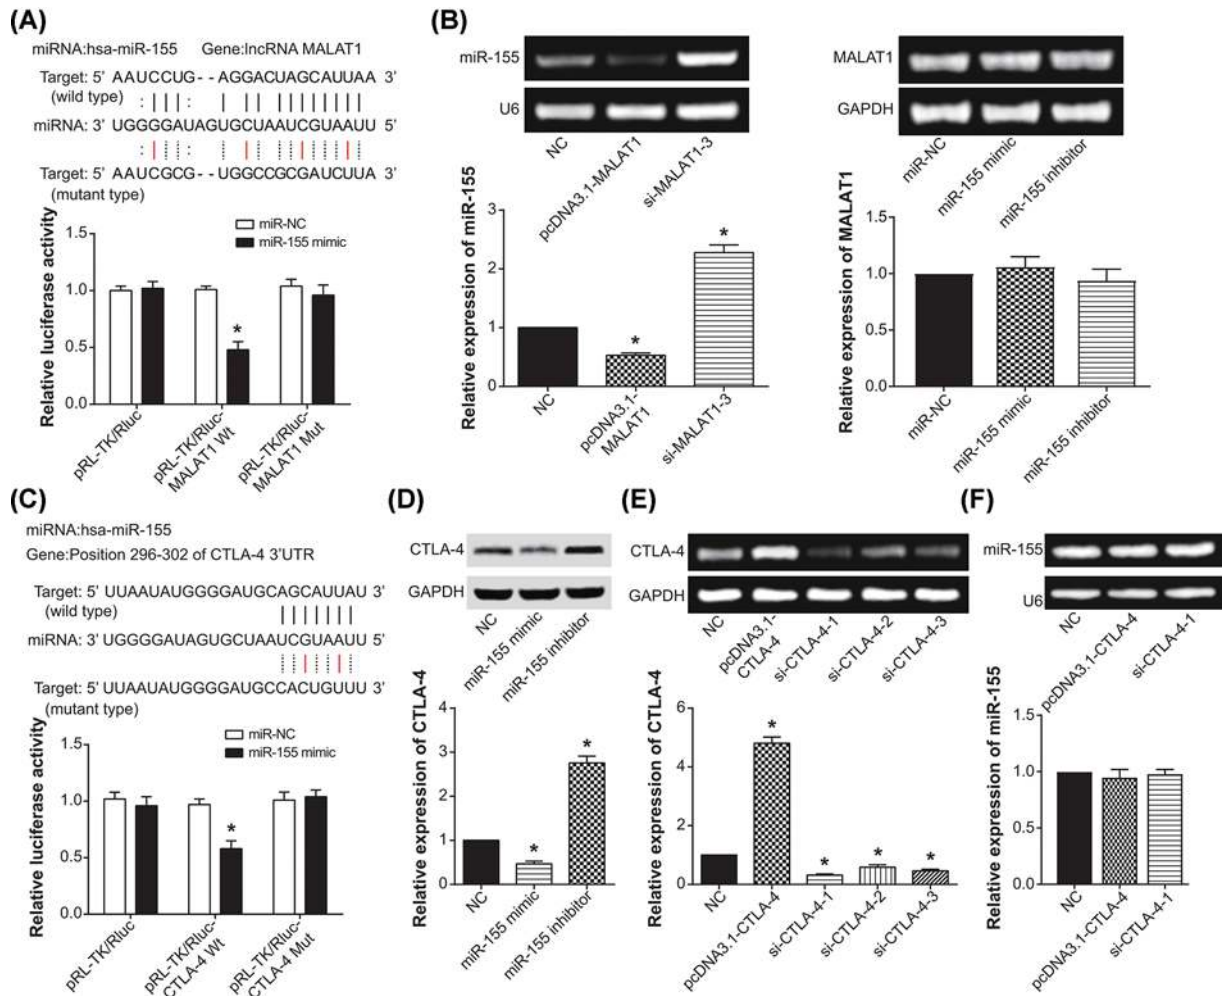 (A)
miRNA:hsa-miR-155 Gene:lncRNA MALAT1
Target: 5' AAUCCUG--AGGACUAGCAUUAA 3'
(wild type)
miRNA: 3' UGGGGAUAGUGCUAAUCGUAAUU 5'
Target: 5' AAUCGCG--UGGCCGCGAUCUUA 3'
(mutant type)
miR-NC
miR-155 mimic
Relative luciferase activity
1.5
1.0
0.5
0.0
*
pRL-TK/Rluc
pRL-TK/Rluc-
MALAT1 Wt
pRL-TK/Rluc-
MALAT1 Mut
(B)
miR-155
U6
NC
pcDNA3.1-MALAT1
si-MALAT1-3
Relative expression of miR-155
3
2
1
0
*
*
NC
pcDNA3.1-
MALAT1
si-MALAT1-3
MALAT1
GAPDH
miR-NC
miR-155 mimic
miR-155 inhibitor
Relative expression of MALAT1
1.5
1.0
0.5
0.0
miR-NC
miR-155 mimic
miR-155 inhibitor
(C)
miRNA:hsa-miR-155
Gene:Position 296-302 of CTLA-4 3'UTR
Target: 5' UUAAUAUGGGGAUGCAGCAUUAU 3'
(wild type)
miRNA: 3' UGGGGAUAGUGCUAAUCGUAAUU 5'
Target: 5' UUAAUAUGGGGAUGCCACUGUUU 3'
(mutant type)
miR-NC
miR-155 mimic
Relative luciferase activity
1.5
1.0
0.5
0.0
*
pRL-TK/Rluc
pRL-TK/Rluc-
CTLA-4 Wt
pRL-TK/Rluc-
CTLA-4 Mut
(D)
CTLA-4
GAPDH
NC
miR-155 mimic
miR-155 inhibitor
Relative expression of CTLA-4
4
3
2
1
0
*
*
NC
miR-155 mimic
miR-155 inhibitor
(E)
CTLA-4
GAPDH
NC
pcDNA3.1-
CTLA-4
si-CTLA-4-1
si-CTLA-4-2
si-CTLA-4-3
Relative expression of CTLA-4
6
4
2
0
*
*
*
*
NC
pcDNA3.1-CTLA-4
si-CTLA-4-1
si-CTLA-4-2
si-CTLA-4-3
(F)
miR-155
U6
NC
pcDNA3.1-CTLA-4
si-CTLA-4-1
Relative expression of miR-155
1.5
1.0
0.5
0.0
NC
pcDNA3.1-CTLA-4
si-CTLA-4-1